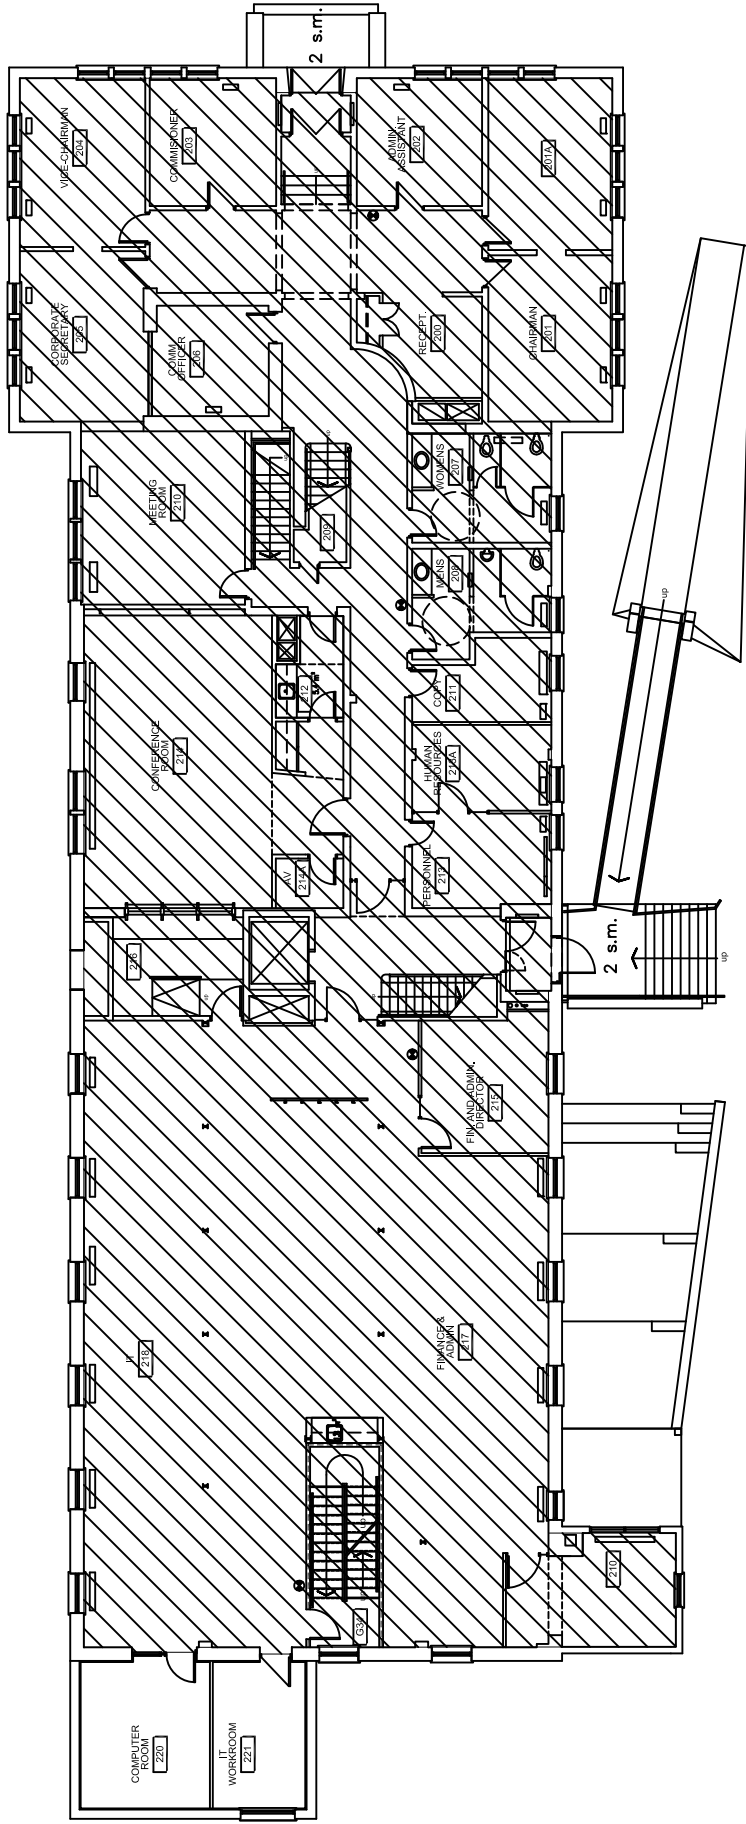 2 s.m.
VICE-CHAIRMAN
204
COMMISIONER
203
ADMIN.
ASSISTANT
202
201A
CORPORATE
SECRETARY
205
COMM.
OFFICER
206
RECEPT.
200
CHAIRMAN
201
MEETING
ROOM
210
209
WOMENS
207
MENS
208
up
CONFERENCE
ROOM
214
212
COPY
211
HUMAN
RESOURCES
213A
AV
214A
PERSONNEL
213
216
2 s.m.
up
FIN. AND ADMIN.
DIRECTOR
215
IT
218
FINANCE &
ADMIN
217
G34
210
COMPUTER
ROOM
220
IT
WORKROOM
221